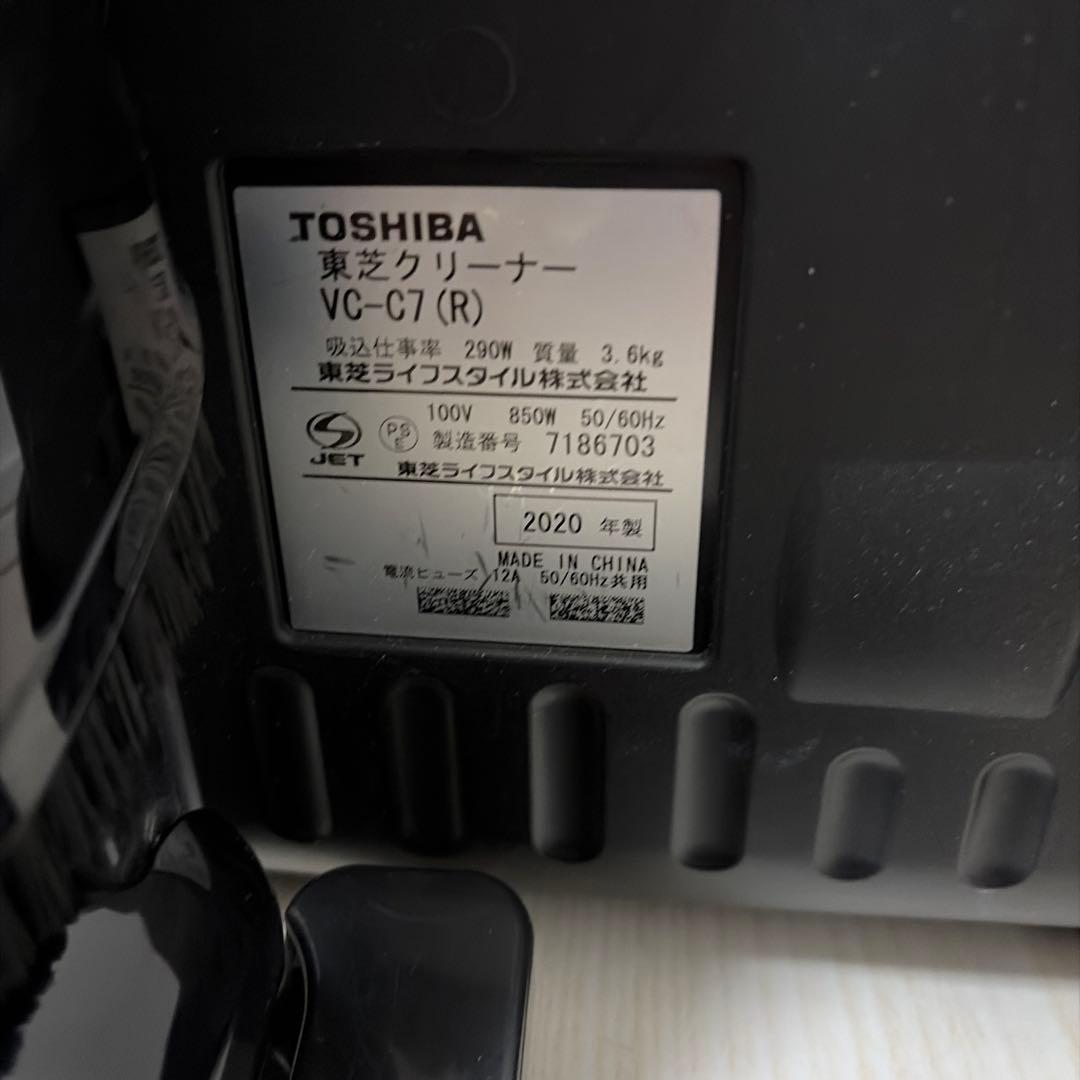 TOSHIBA
東芝クリーナー
VC-C7(R)
吸込仕事率 290W 質量 3.6kg
東芝ライフスタイル株式会社
100V 850W 50/60Hz
JET PSE 製造番号 7186703
東芝ライフスタイル株式会社
2020 年製
MADE IN CHINA
電流ヒューズ 12A 50/60Hz共用